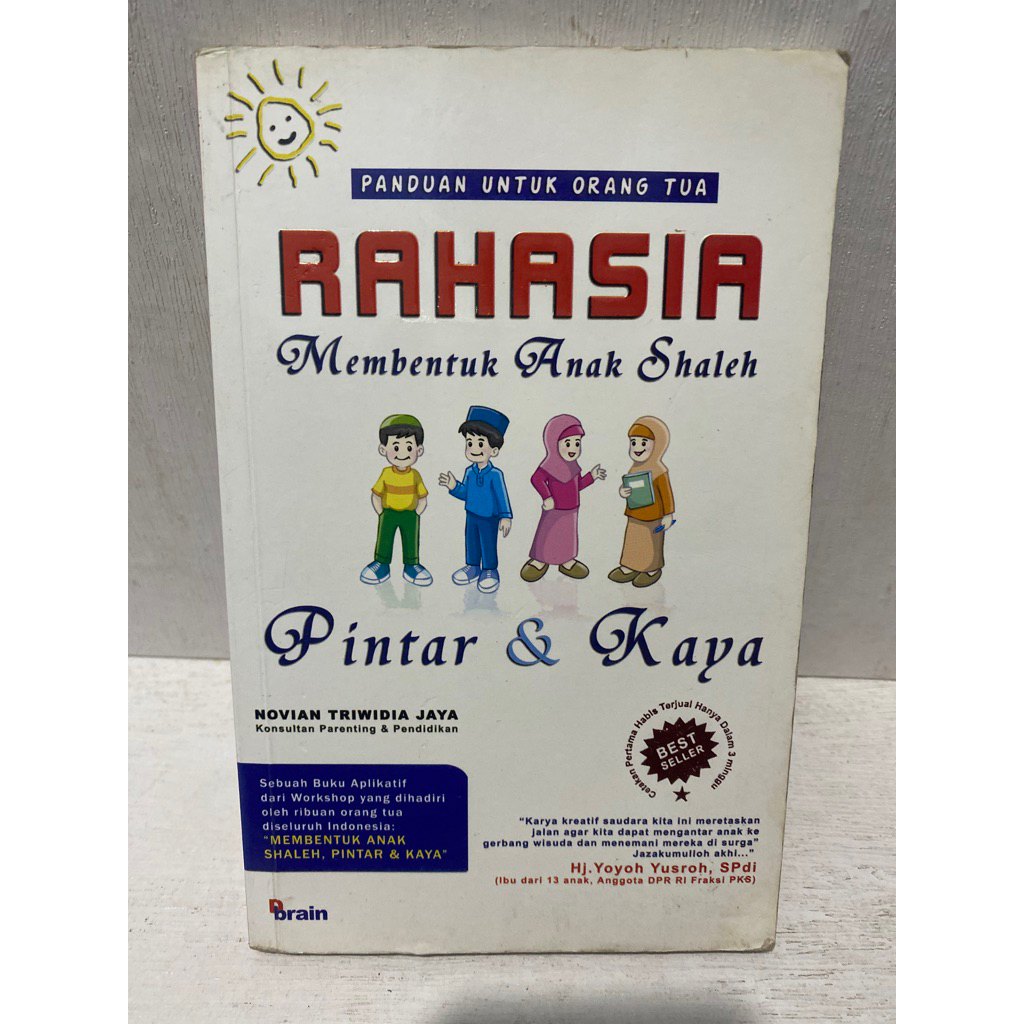 PANDUAN UNTUK ORANG TUA
RAHASIA
Membentuk Anak Shaleh
Pintar & Kaya
NOVIAN TRIWIDIA JAYA
Konsultan Parenting & Pendidikan
Cetakan Pertama Habis Terjual Hanya Dalam 3 minggu
BEST
SELLER
Sebuah Buku Aplikatif
dari Workshop yang dihadiri
oleh ribuan orang tua
diseluruh Indonesia:
"MEMBENTUK ANAK
SHALEH, PINTAR & KAYA"
"Karya kreatif saudara kita ini meretaskan
jalan agar kita dapat mengantar anak ke
gerbang wisuda dan menemani mereka di surga"
Jazakumulloh akhi..."
Hj.Yoyoh Yusroh, SPdi
(Ibu dari 13 anak, Anggota DPR RI Fraksi PKS)
nbrain